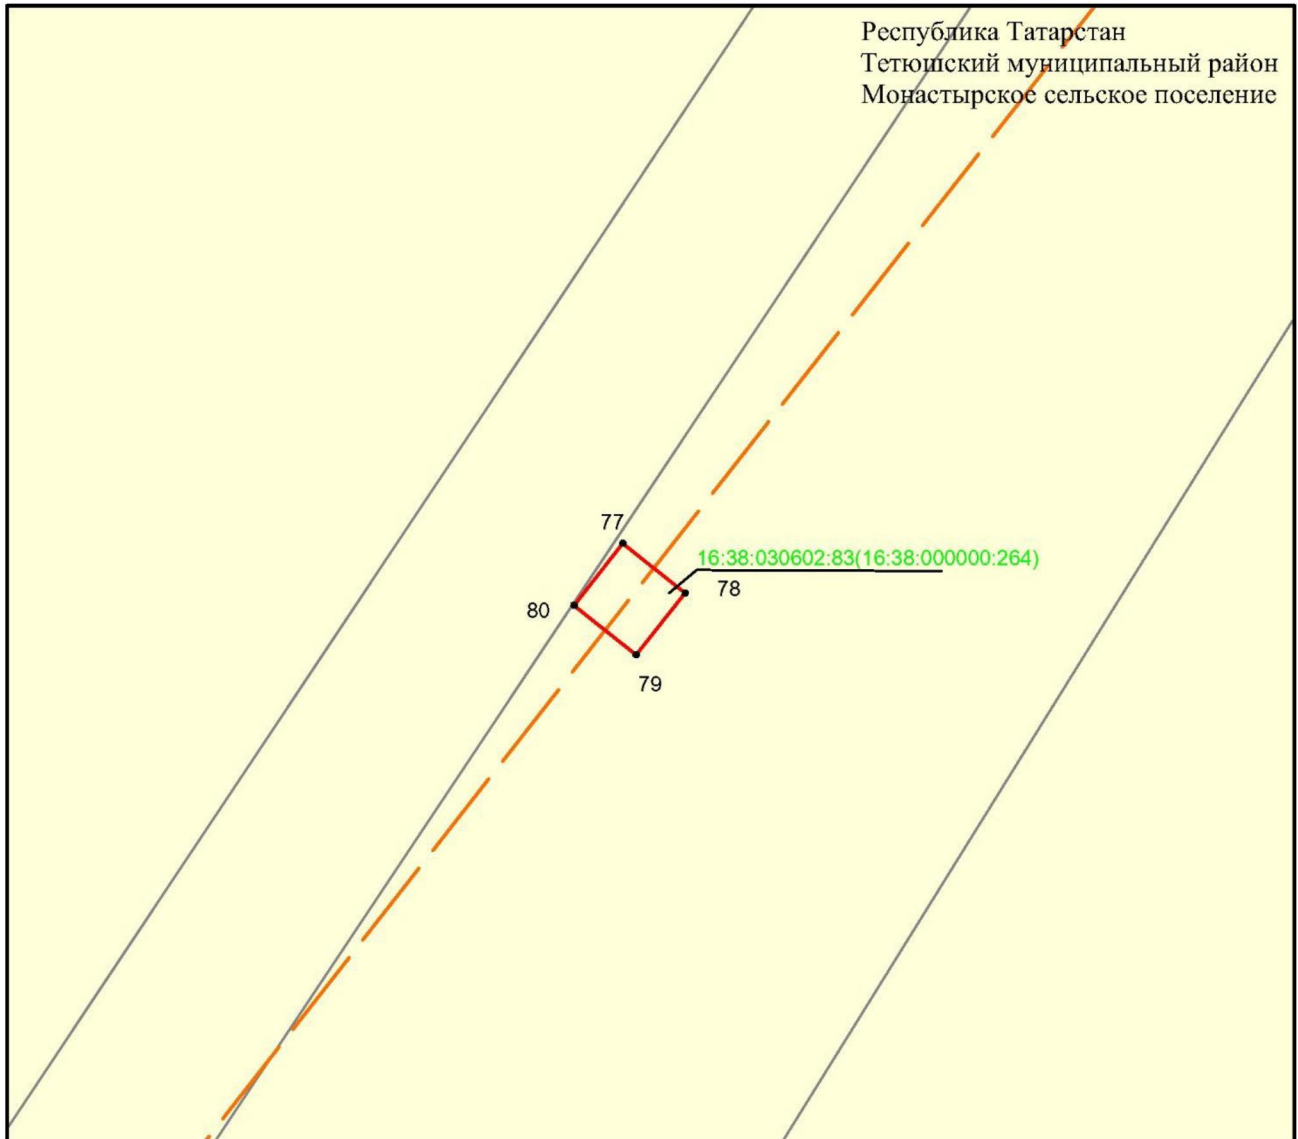 Республика Татарстан
Тетюшский муниципальный район
Монастырское сельское поселение
77
16:38:030602:83(16:38:000000:264)
78
80
79